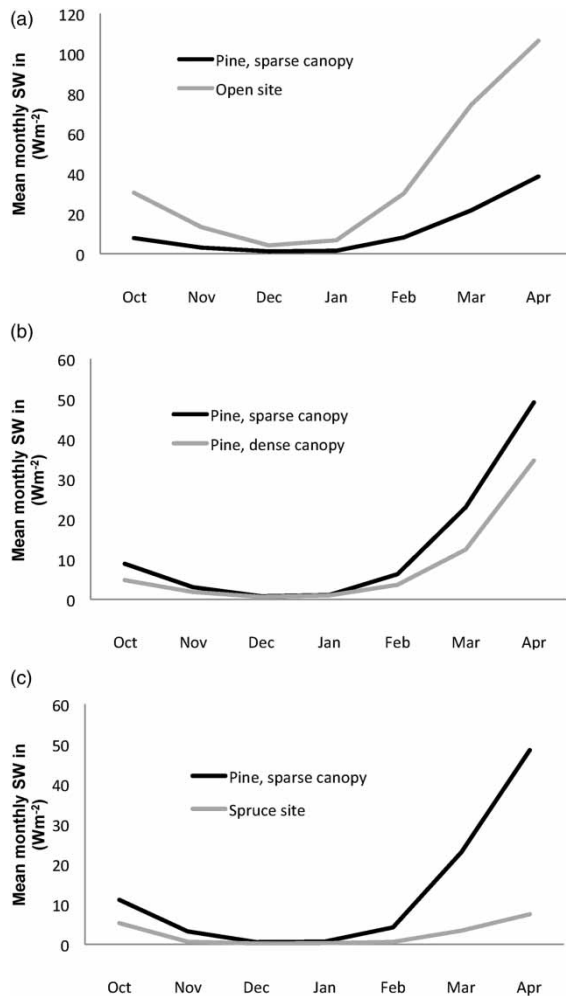 (a)
Mean monthly SW in
(Wm-2)
120
100
80
60
40
20
0
Pine, sparse canopy
Open site
Oct Nov Dec Jan Feb Mar Apr
(b)
Mean monthly SW in
(Wm-2)
60
50
40
30
20
10
0
Pine, sparse canopy
Pine, dense canopy
Oct Nov Dec Jan Feb Mar Apr
(c)
Mean monthly SW in
(Wm-2)
60
50
40
30
20
10
0
Pine, sparse canopy
Spruce site
Oct Nov Dec Jan Feb Mar Apr